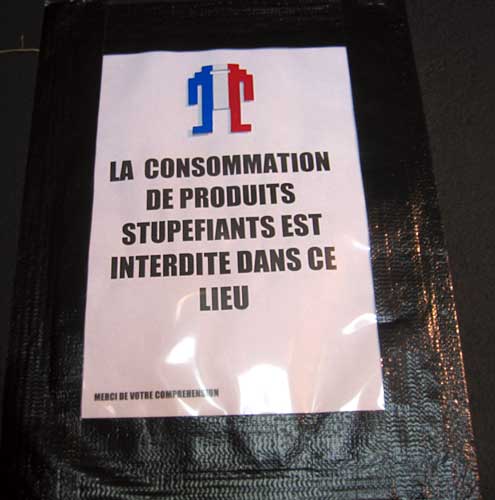 LA CONSOMMATION
DE PRODUITS
STUPEFIANTS EST
INTERDITE DANS CE
LIEU
MERCI DE VOTRE COMPREHENSION